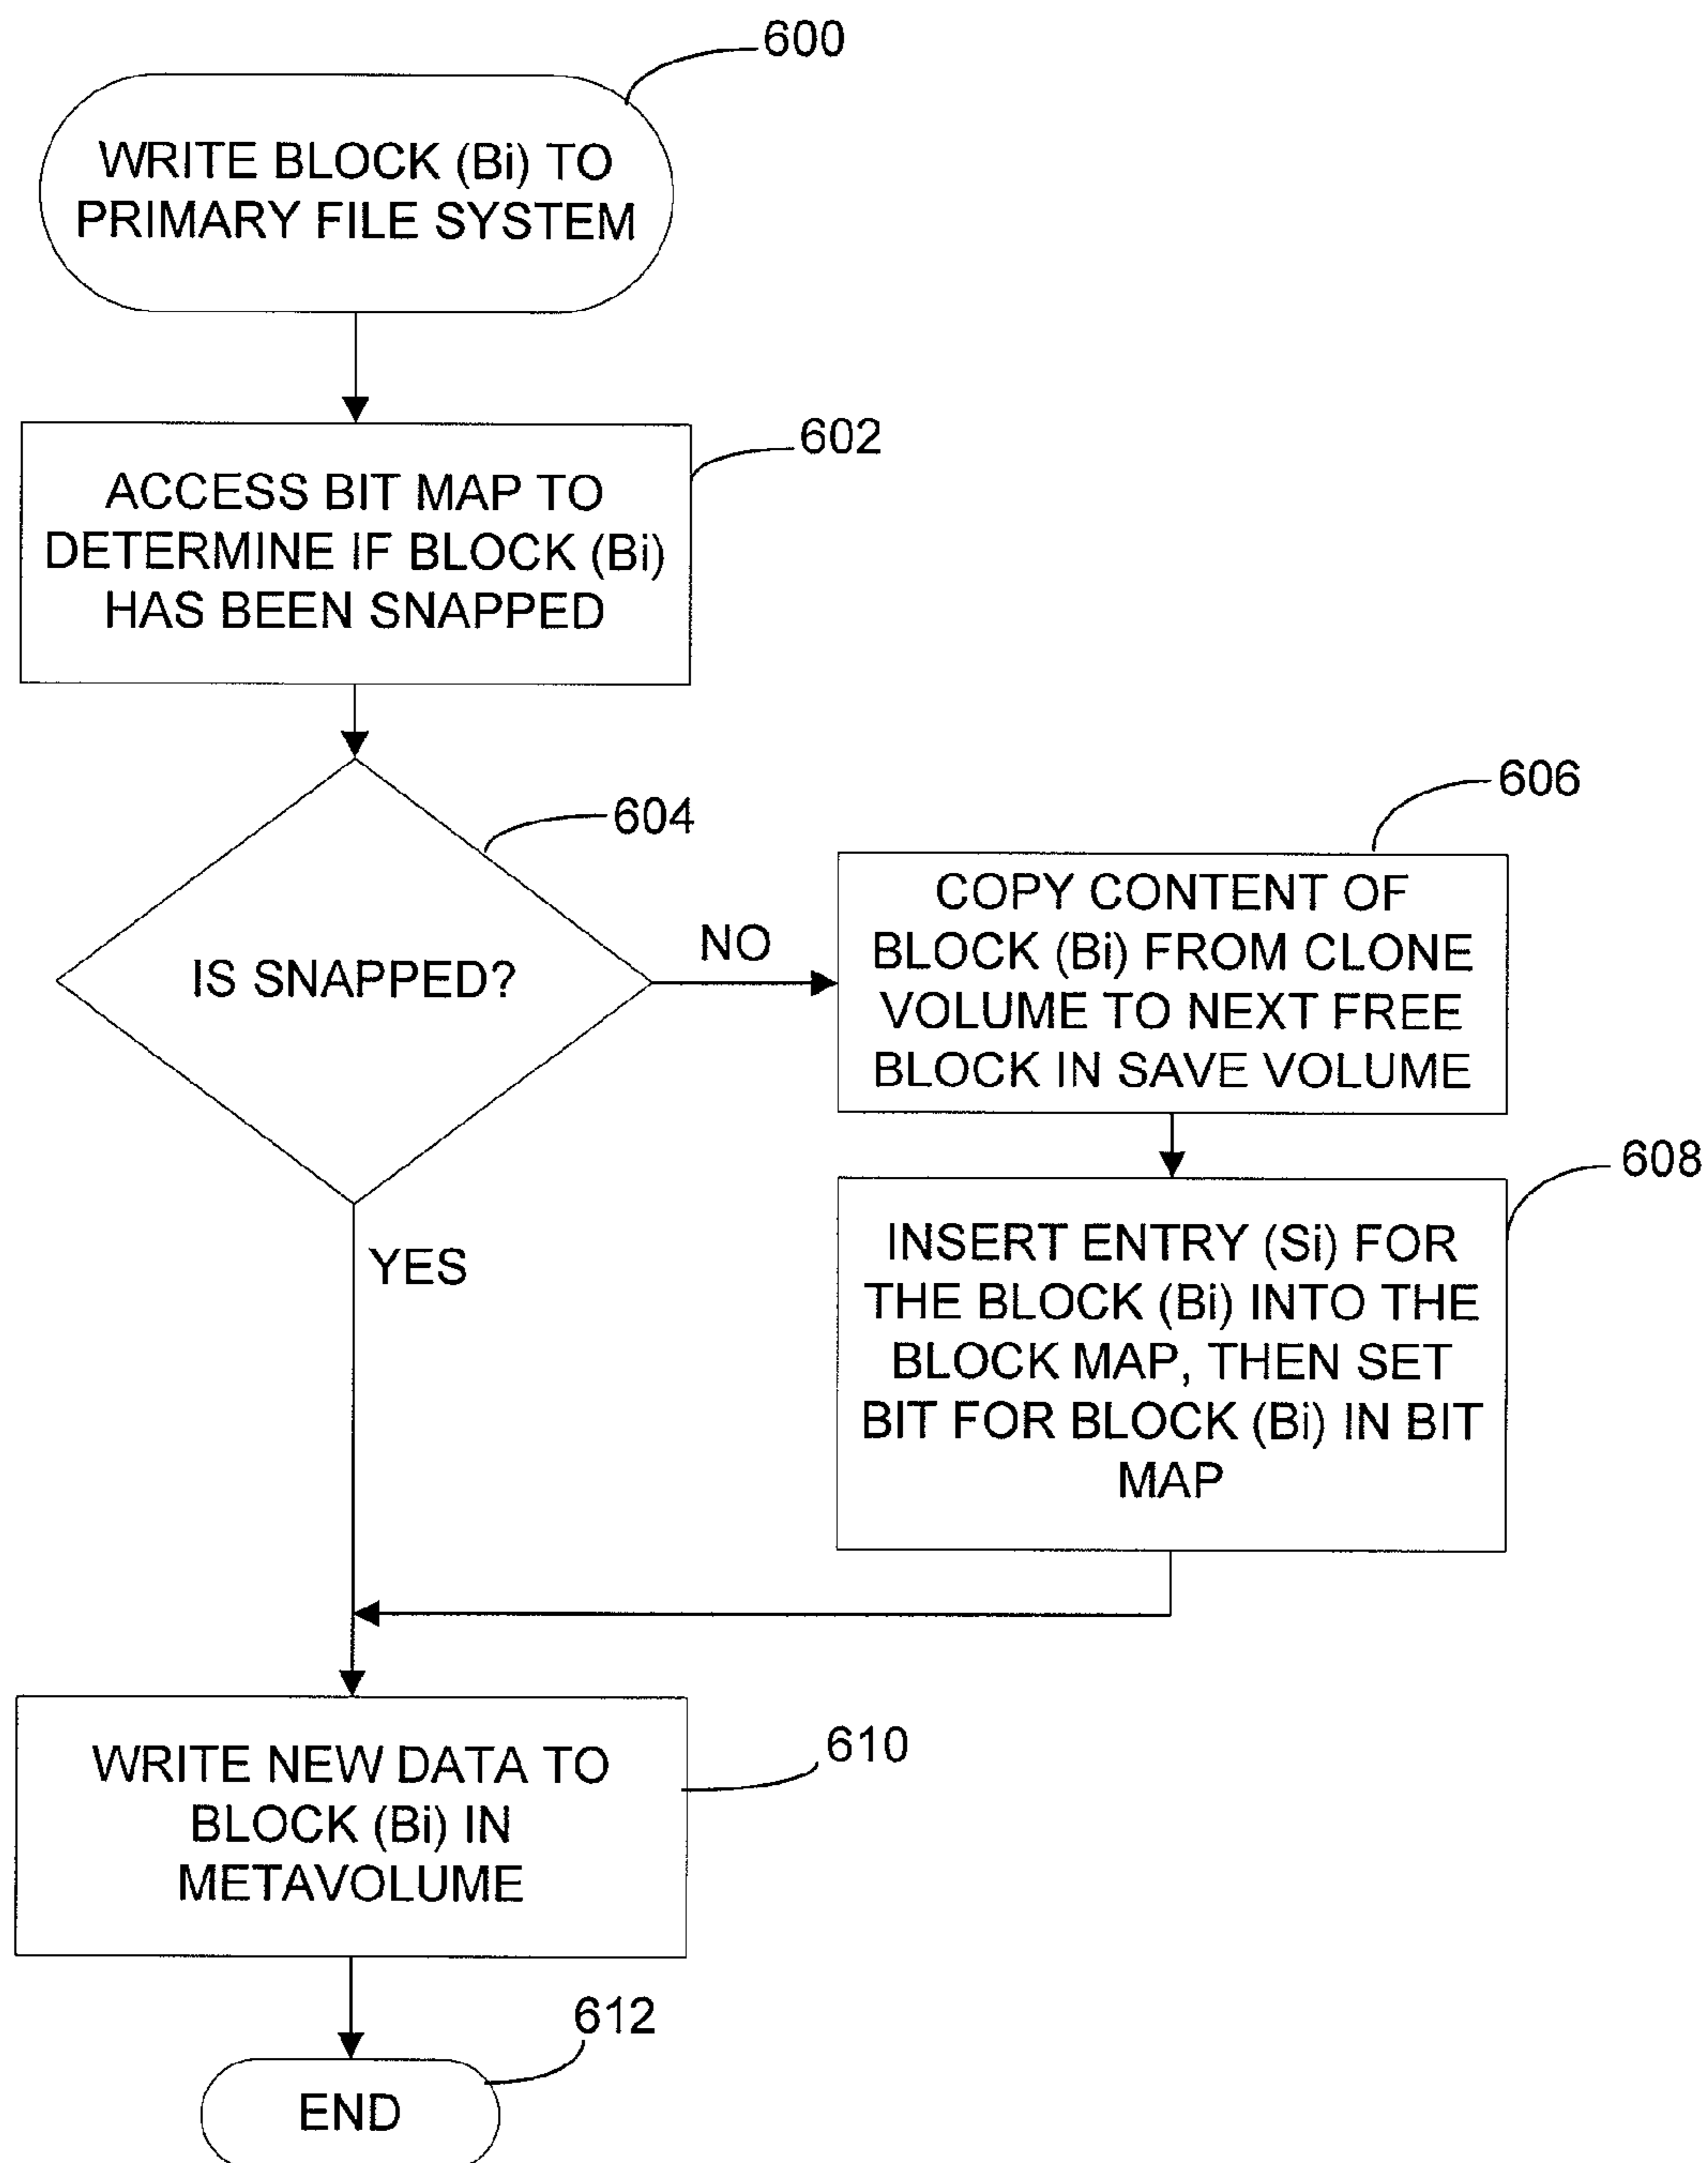 600
WRITE BLOCK (Bi) TO
PRIMARY FILE SYSTEM
602
ACCESS BIT MAP TO
DETERMINE IF BLOCK (Bi)
HAS BEEN SNAPPED
604
IS SNAPPED?
NO
606
COPY CONTENT OF
BLOCK (Bi) FROM CLONE
VOLUME TO NEXT FREE
BLOCK IN SAVE VOLUME
608
INSERT ENTRY (Si) FOR
THE BLOCK (Bi) INTO THE
BLOCK MAP, THEN SET
BIT FOR BLOCK (Bi) IN BIT
MAP
YES
610
WRITE NEW DATA TO
BLOCK (Bi) IN
METAVOLUME
612
END